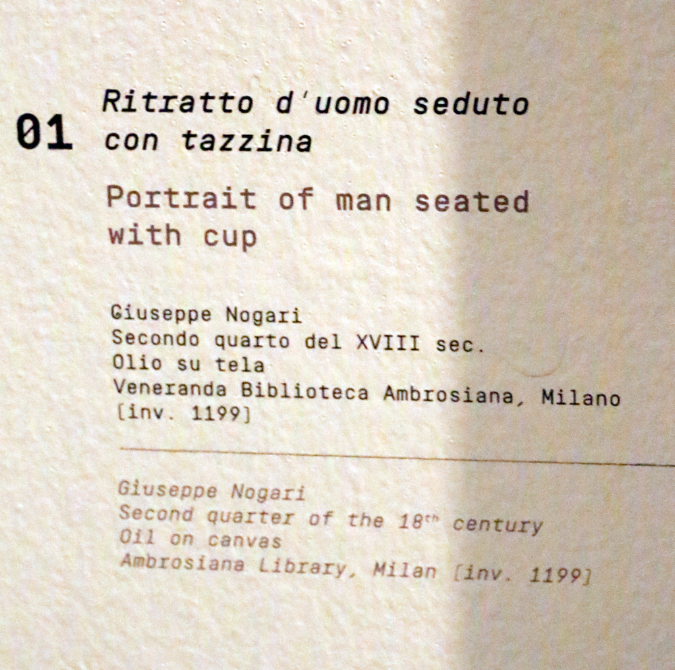 01
Ritratto d'uomo seduto
con tazzina
Portrait of man seated
with cup
Giuseppe Nogari
Secondo quarto del XVIII sec.
Olio su tela
Veneranda Biblioteca Ambrosiana, Milano
[inv. 1199]
Giuseppe Nogari
Second quarter of the 18th century
Oil on canvas
Ambrosiana Library, Milan [inv. 1199]